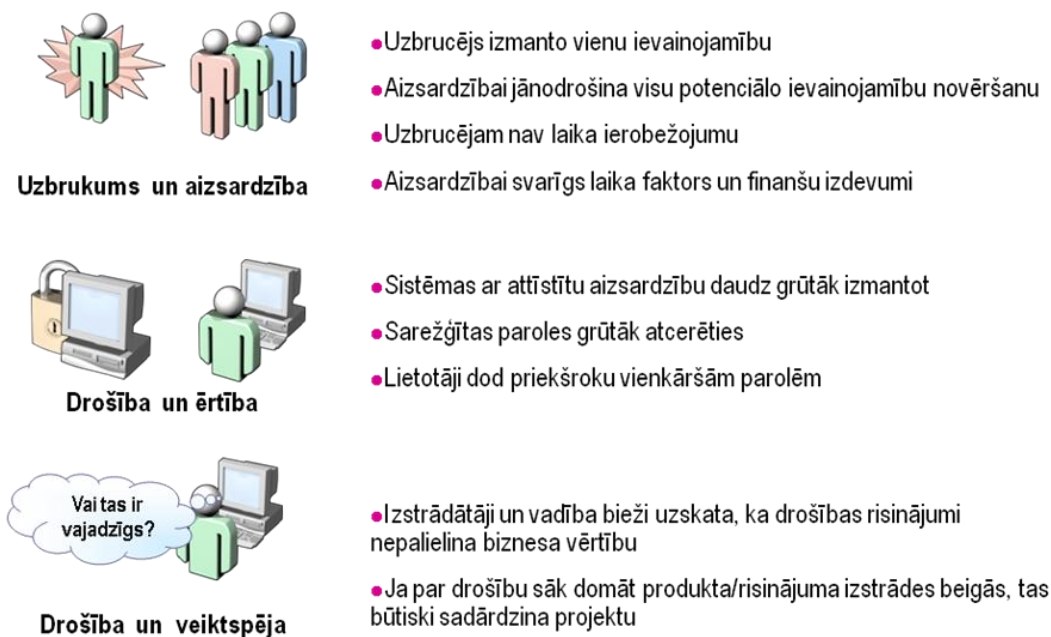 ●Uzbrucējs izmanto vienu ievainojamību
●Aizsardzībai jānodrošina visu potenciālo ievainojamību novēršanu
●Uzbrucējam nav laika ierobežojumu
●Aizsardzībai svarīgs laika faktors un finanšu izdevumi
Uzbrukums un aizsardzība
●Sistēmas ar attīstītu aizsardzību daudz grūtāk izmantot
●Sarežģītas paroles grūtāk atcerēties
●Lietotāji dod priekšroku vienkāršām parolēm
Drošība un ērtība
Vai tas ir
vajadzīgs?
●Izstrādātāji un vadība bieži uzskata, ka drošības risinājumi
nepalielina biznesa vērtību
●Ja par drošību sāk domāt produkta/risinājuma izstrādes beigās, tas
būtiski sadārdzina projektu
Drošība un veiktspēja